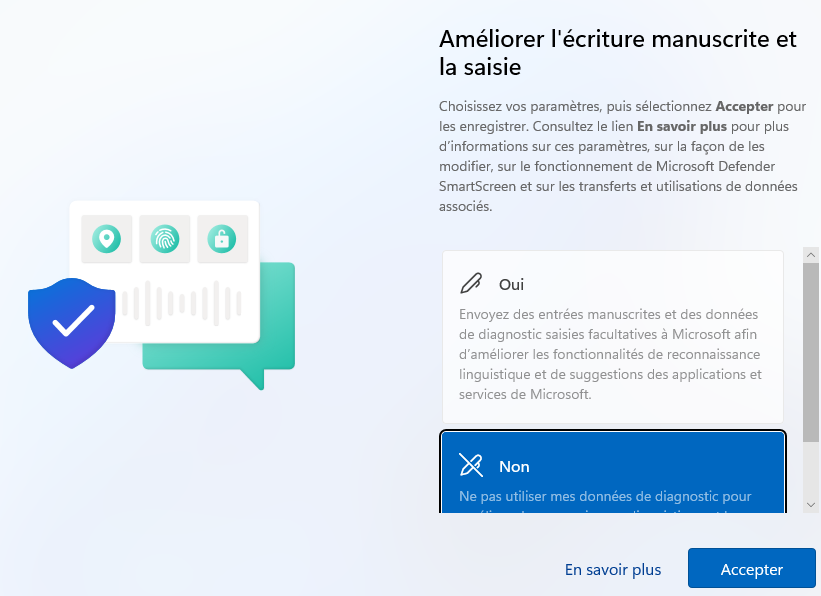 Améliorer l'écriture manuscrite et
la saisie
Choisissez vos paramètres, puis sélectionnez Accepter pour
les enregistrer. Consultez le lien En savoir plus pour plus
d'informations sur ces paramètres, sur la façon de les
modifier, sur le fonctionnement de Microsoft Defender
SmartScreen et sur les transferts et utilisations de données
associés.
Oui
Envoyez des entrées manuscrites et des données
de diagnostic saisies facultatives à Microsoft afin
d'améliorer les fonctionnalités de reconnaissance
linguistique et de suggestions des applications et
services de Microsoft.
Non
Ne pas utiliser mes données de diagnostic pour
En savoir plus
Accepter